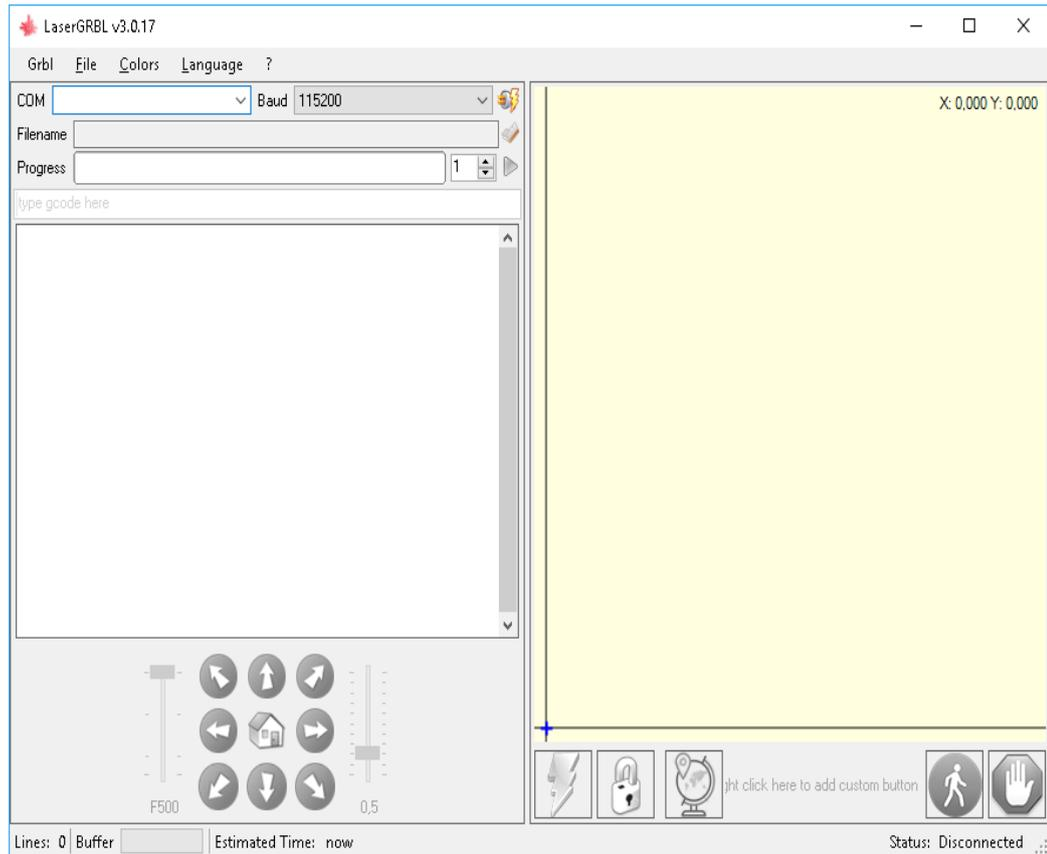 LaserGRBL v3.0.17
Grbl File Colors Language ?
COM Baud 115200
Filename
Progress 1
type gcode here
X: 0,000 Y: 0,000
F500 0,5
ght click here to add custom button
Lines: 0 Buffer Estimated Time: now Status: Disconnected